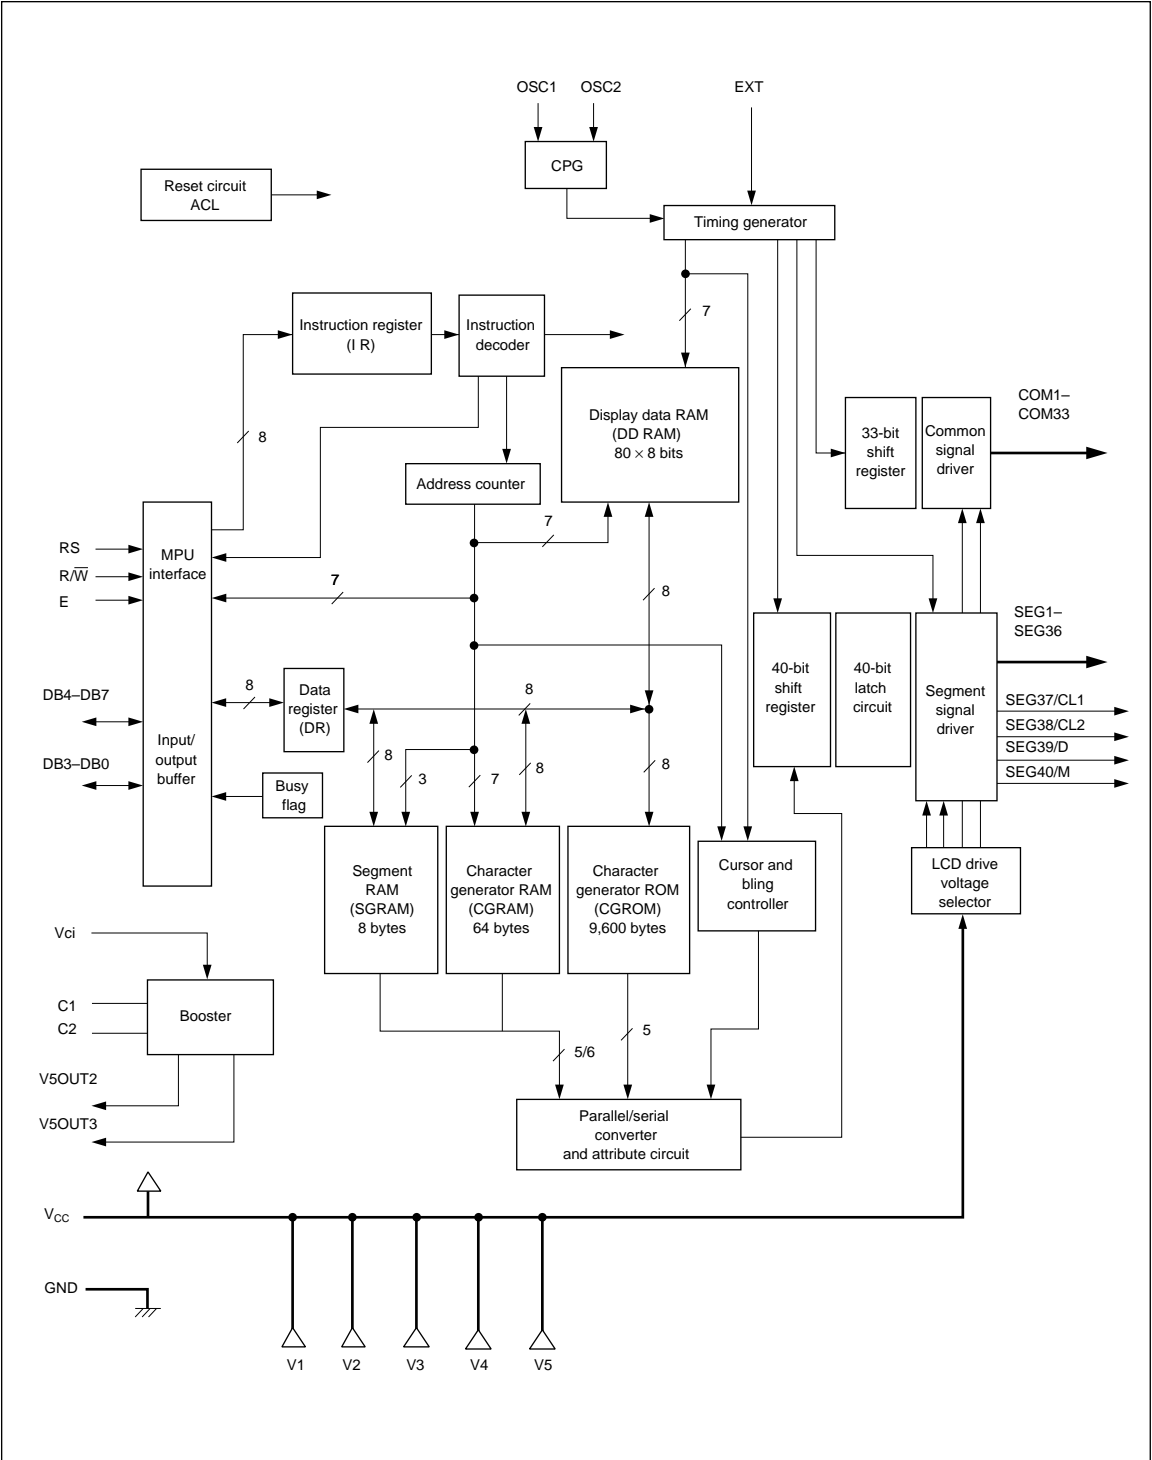 OSC1 OSC2 EXT
CPG
Reset circuit
ACL
Timing generator
7
Instruction register
(I R)
Instruction
decoder
8
Display data RAM
(DD RAM)
80 × 8 bits
COM1–
COM33
33-bit
shift
register
Common
signal
driver
Address counter
7
RS
R/W̅
E
MPU
interface
7
8
SEG1–
SEG36
40-bit
shift
register
40-bit
latch
circuit
Segment
signal
driver
DB4–DB7
8
Data
register
(DR)
8
SEG37/CL1
SEG38/CL2
SEG39/D
SEG40/M
DB3–DB0
Input/
output
buffer
8
3
7
8
8
Busy
flag
Segment
RAM
(SGRAM)
8 bytes
Character
generator RAM
(CGRAM)
64 bytes
Character
generator ROM
(CGROM)
9,600 bytes
Cursor and
bling
controller
LCD drive
voltage
selector
Vci
C1
C2
Booster
5/6
5
V5OUT2
V5OUT3
Parallel/serial
converter
and attribute circuit
VCC
GND
V1 V2 V3 V4 V5